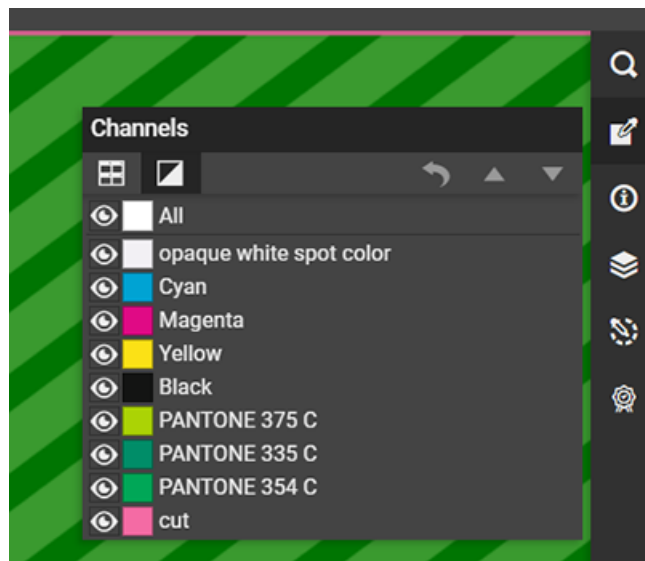 Channels
All
opaque white spot color
Cyan
Magenta
Yellow
Black
PANTONE 375 C
PANTONE 335 C
PANTONE 354 C
cut